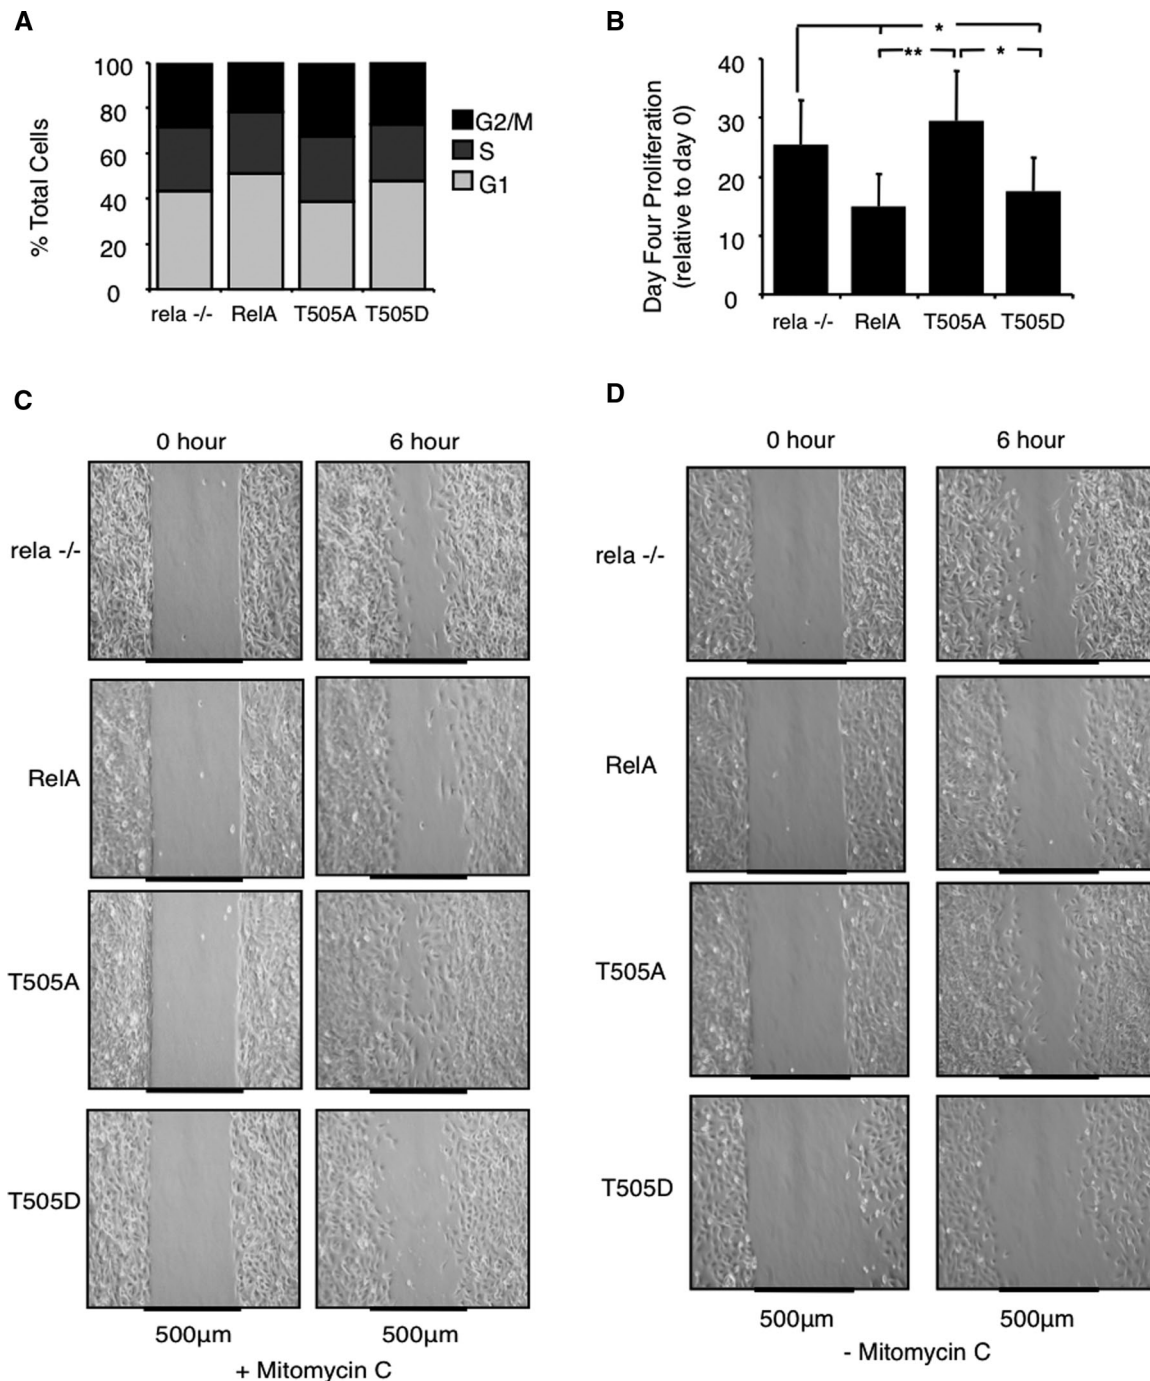 A
100
80
60
40
20
0
% Total Cells
G2/M
S
G1
rela -/- RelA T505A T505D
B
* 
** *
40
30
20
10
0
Day Four Proliferation
(relative to day 0)
rela -/- RelA T505A T505D
C
0 hour 6 hour
rela -/-
RelA
T505A
T505D
500µm 500µm
+ Mitomycin C
D
0 hour 6 hour
rela -/-
RelA
T505A
T505D
500µm 500µm
- Mitomycin C